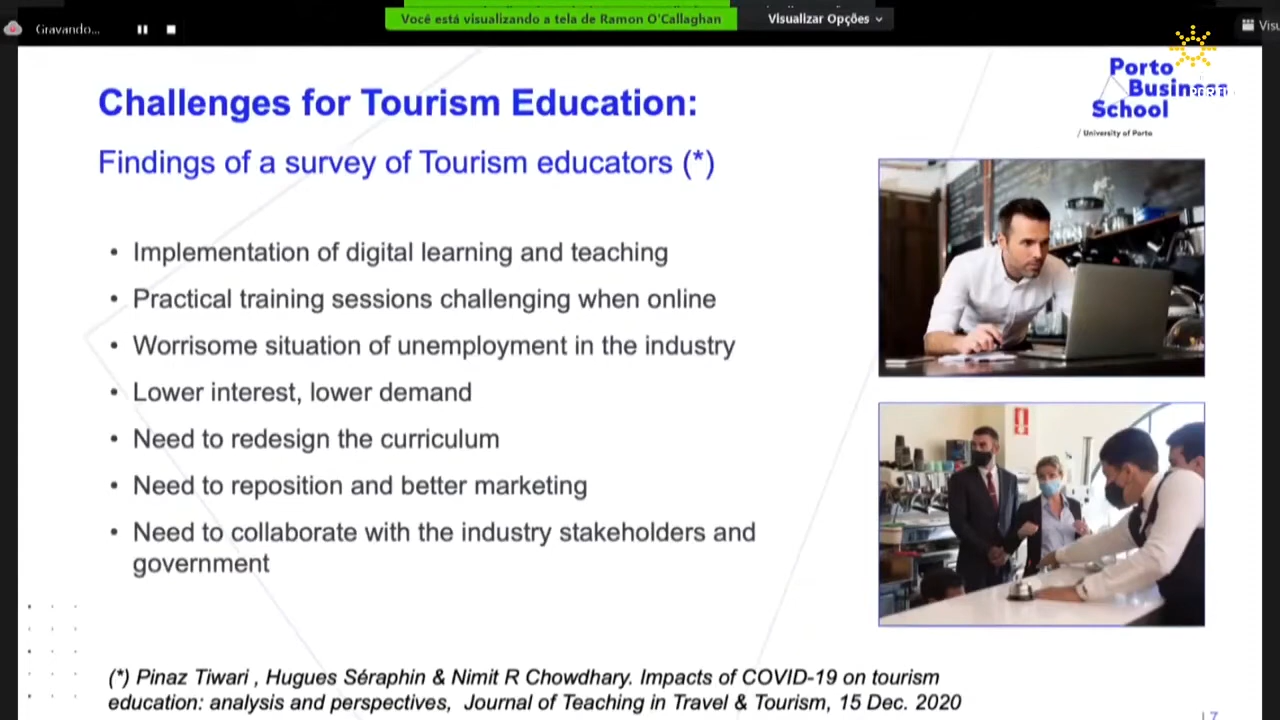 Você está visualizando a tela de Ramon O'Callaghan
Visualizar Opções
Gravando...
Challenges for Tourism Education:
Porto
Business
School
/ University of Porto
Findings of a survey of Tourism educators (*)
• Implementation of digital learning and teaching
• Practical training sessions challenging when online
• Worrisome situation of unemployment in the industry
• Lower interest, lower demand
• Need to redesign the curriculum
• Need to reposition and better marketing
• Need to collaborate with the industry stakeholders and
government
(*) Pinaz Tiwari , Hugues Séraphin & Nimit R Chowdhary. Impacts of COVID-19 on tourism
education: analysis and perspectives, Journal of Teaching in Travel & Tourism, 15 Dec. 2020